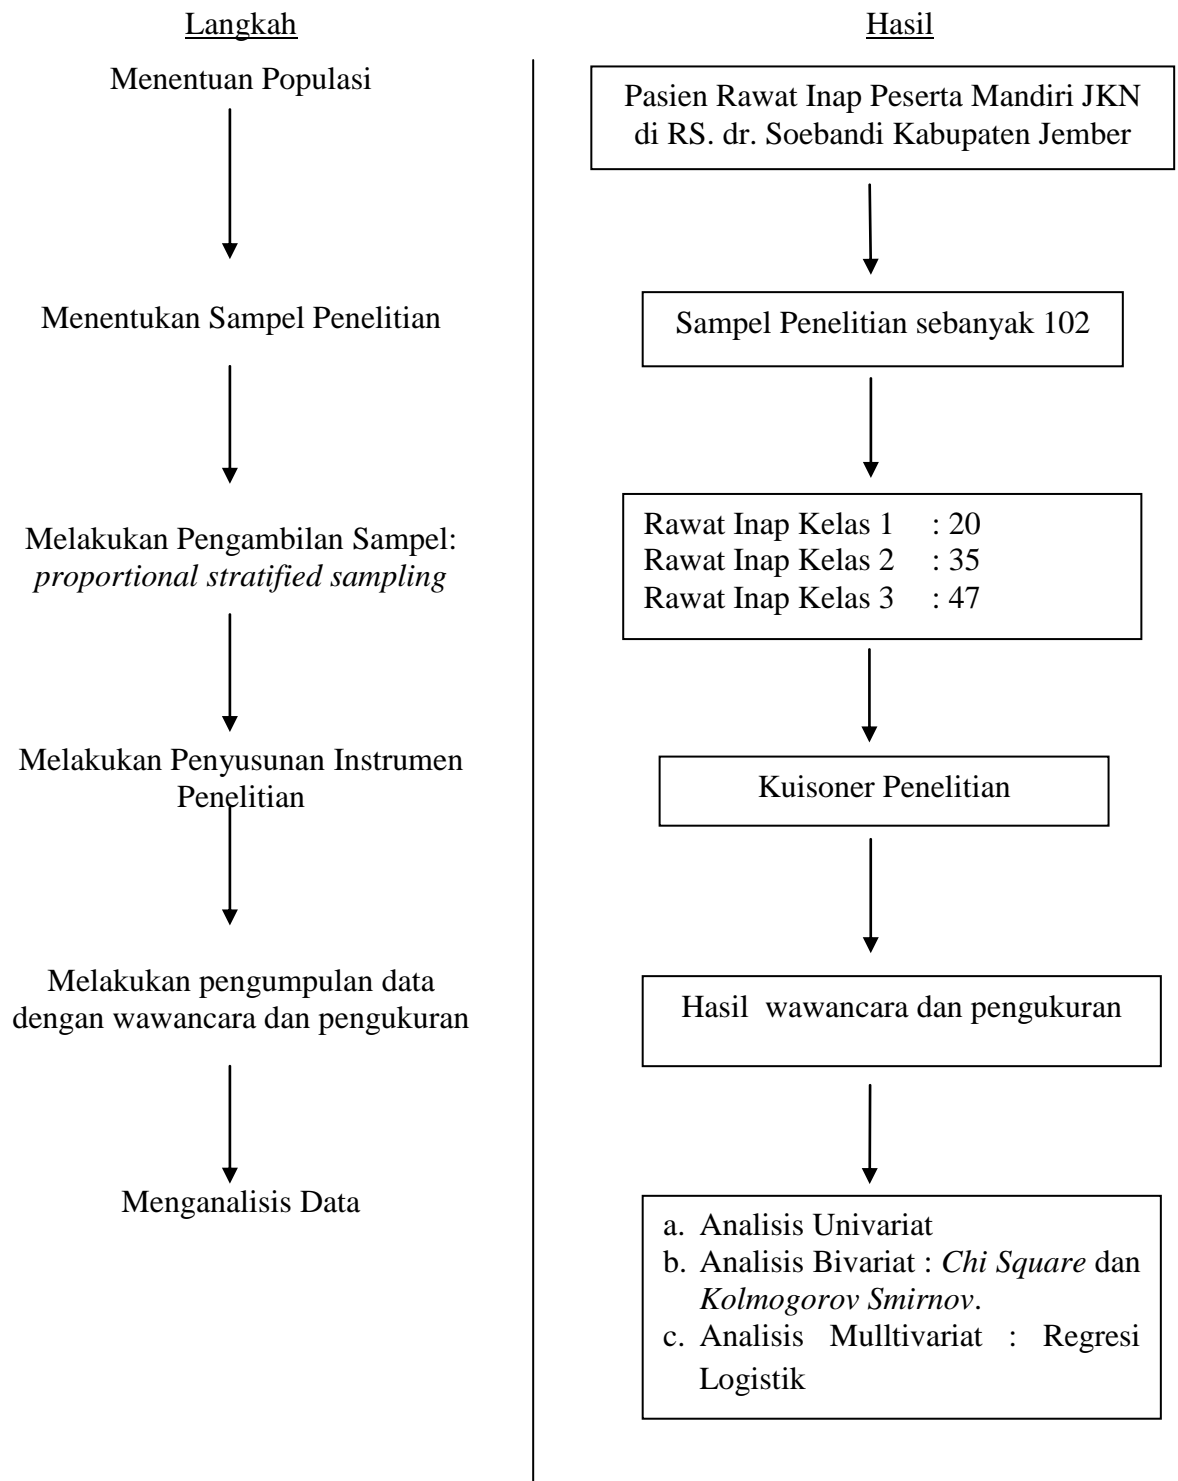 Langkah
Hasil
Menentuan Populasi
Pasien Rawat Inap Peserta Mandiri JKN
di RS. dr. Soebandi Kabupaten Jember
Menentukan Sampel Penelitian
Sampel Penelitian sebanyak 102
Melakukan Pengambilan Sampel:
proportional stratified sampling
Rawat Inap Kelas 1 : 20
Rawat Inap Kelas 2 : 35
Rawat Inap Kelas 3 : 47
Melakukan Penyusunan Instrumen
Penelitian
Kuisoner Penelitian
Melakukan pengumpulan data
dengan wawancara dan pengukuran
Hasil wawancara dan pengukuran
Menganalisis Data
a. Analisis Univariat
b. Analisis Bivariat : Chi Square dan
Kolmogorov Smirnov.
c. Analisis Mulltivariat : Regresi
Logistik